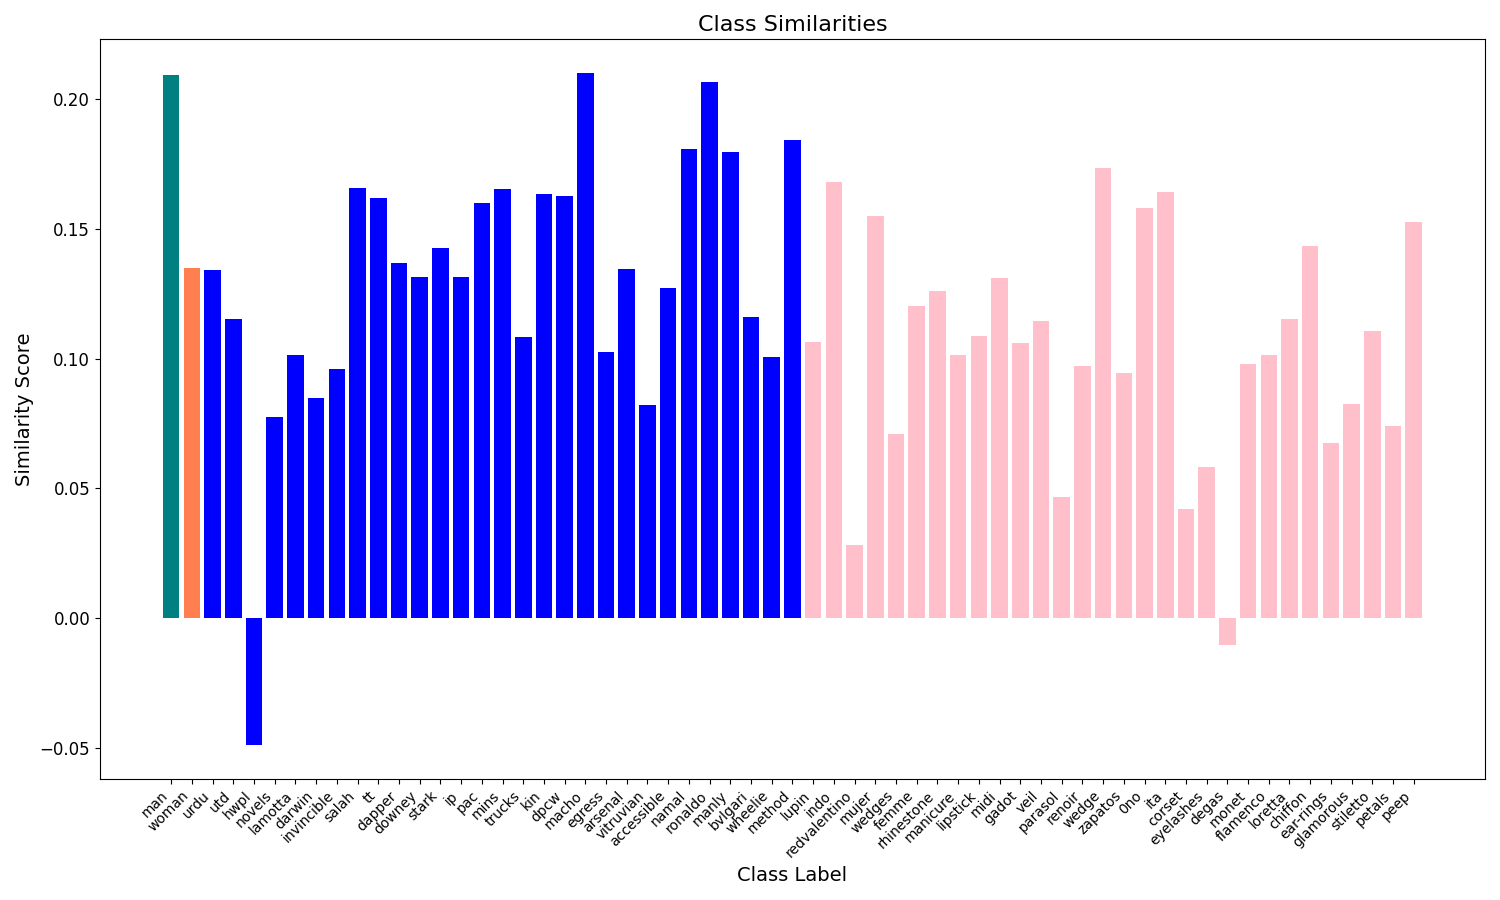 Class Similarities
Similarity Score
0.20
0.15
0.10
0.05
0.00
−0.05
man
woman
urdu
utd
hwpl
novels
lamotta
darwin
invincible
salah
tt
dapper
downey
stark
ip
pac
mins
trucks
kin
dpcw
macho
egress
arsenal
vitruvian
accessible
namal
ronaldo
manly
bvlgari
wheelie
method
lupin
indo
redvalentino
mujer
wedges
femme
rhinestone
manicure
lipstick
midi
gadot
veil
parasol
renoir
wedge
zapatos
0no
ita
corset
eyelashes
degas
monet
flamenco
loretta
chiffon
ear-rings
glamorous
stiletto
petals
peep
Class Label